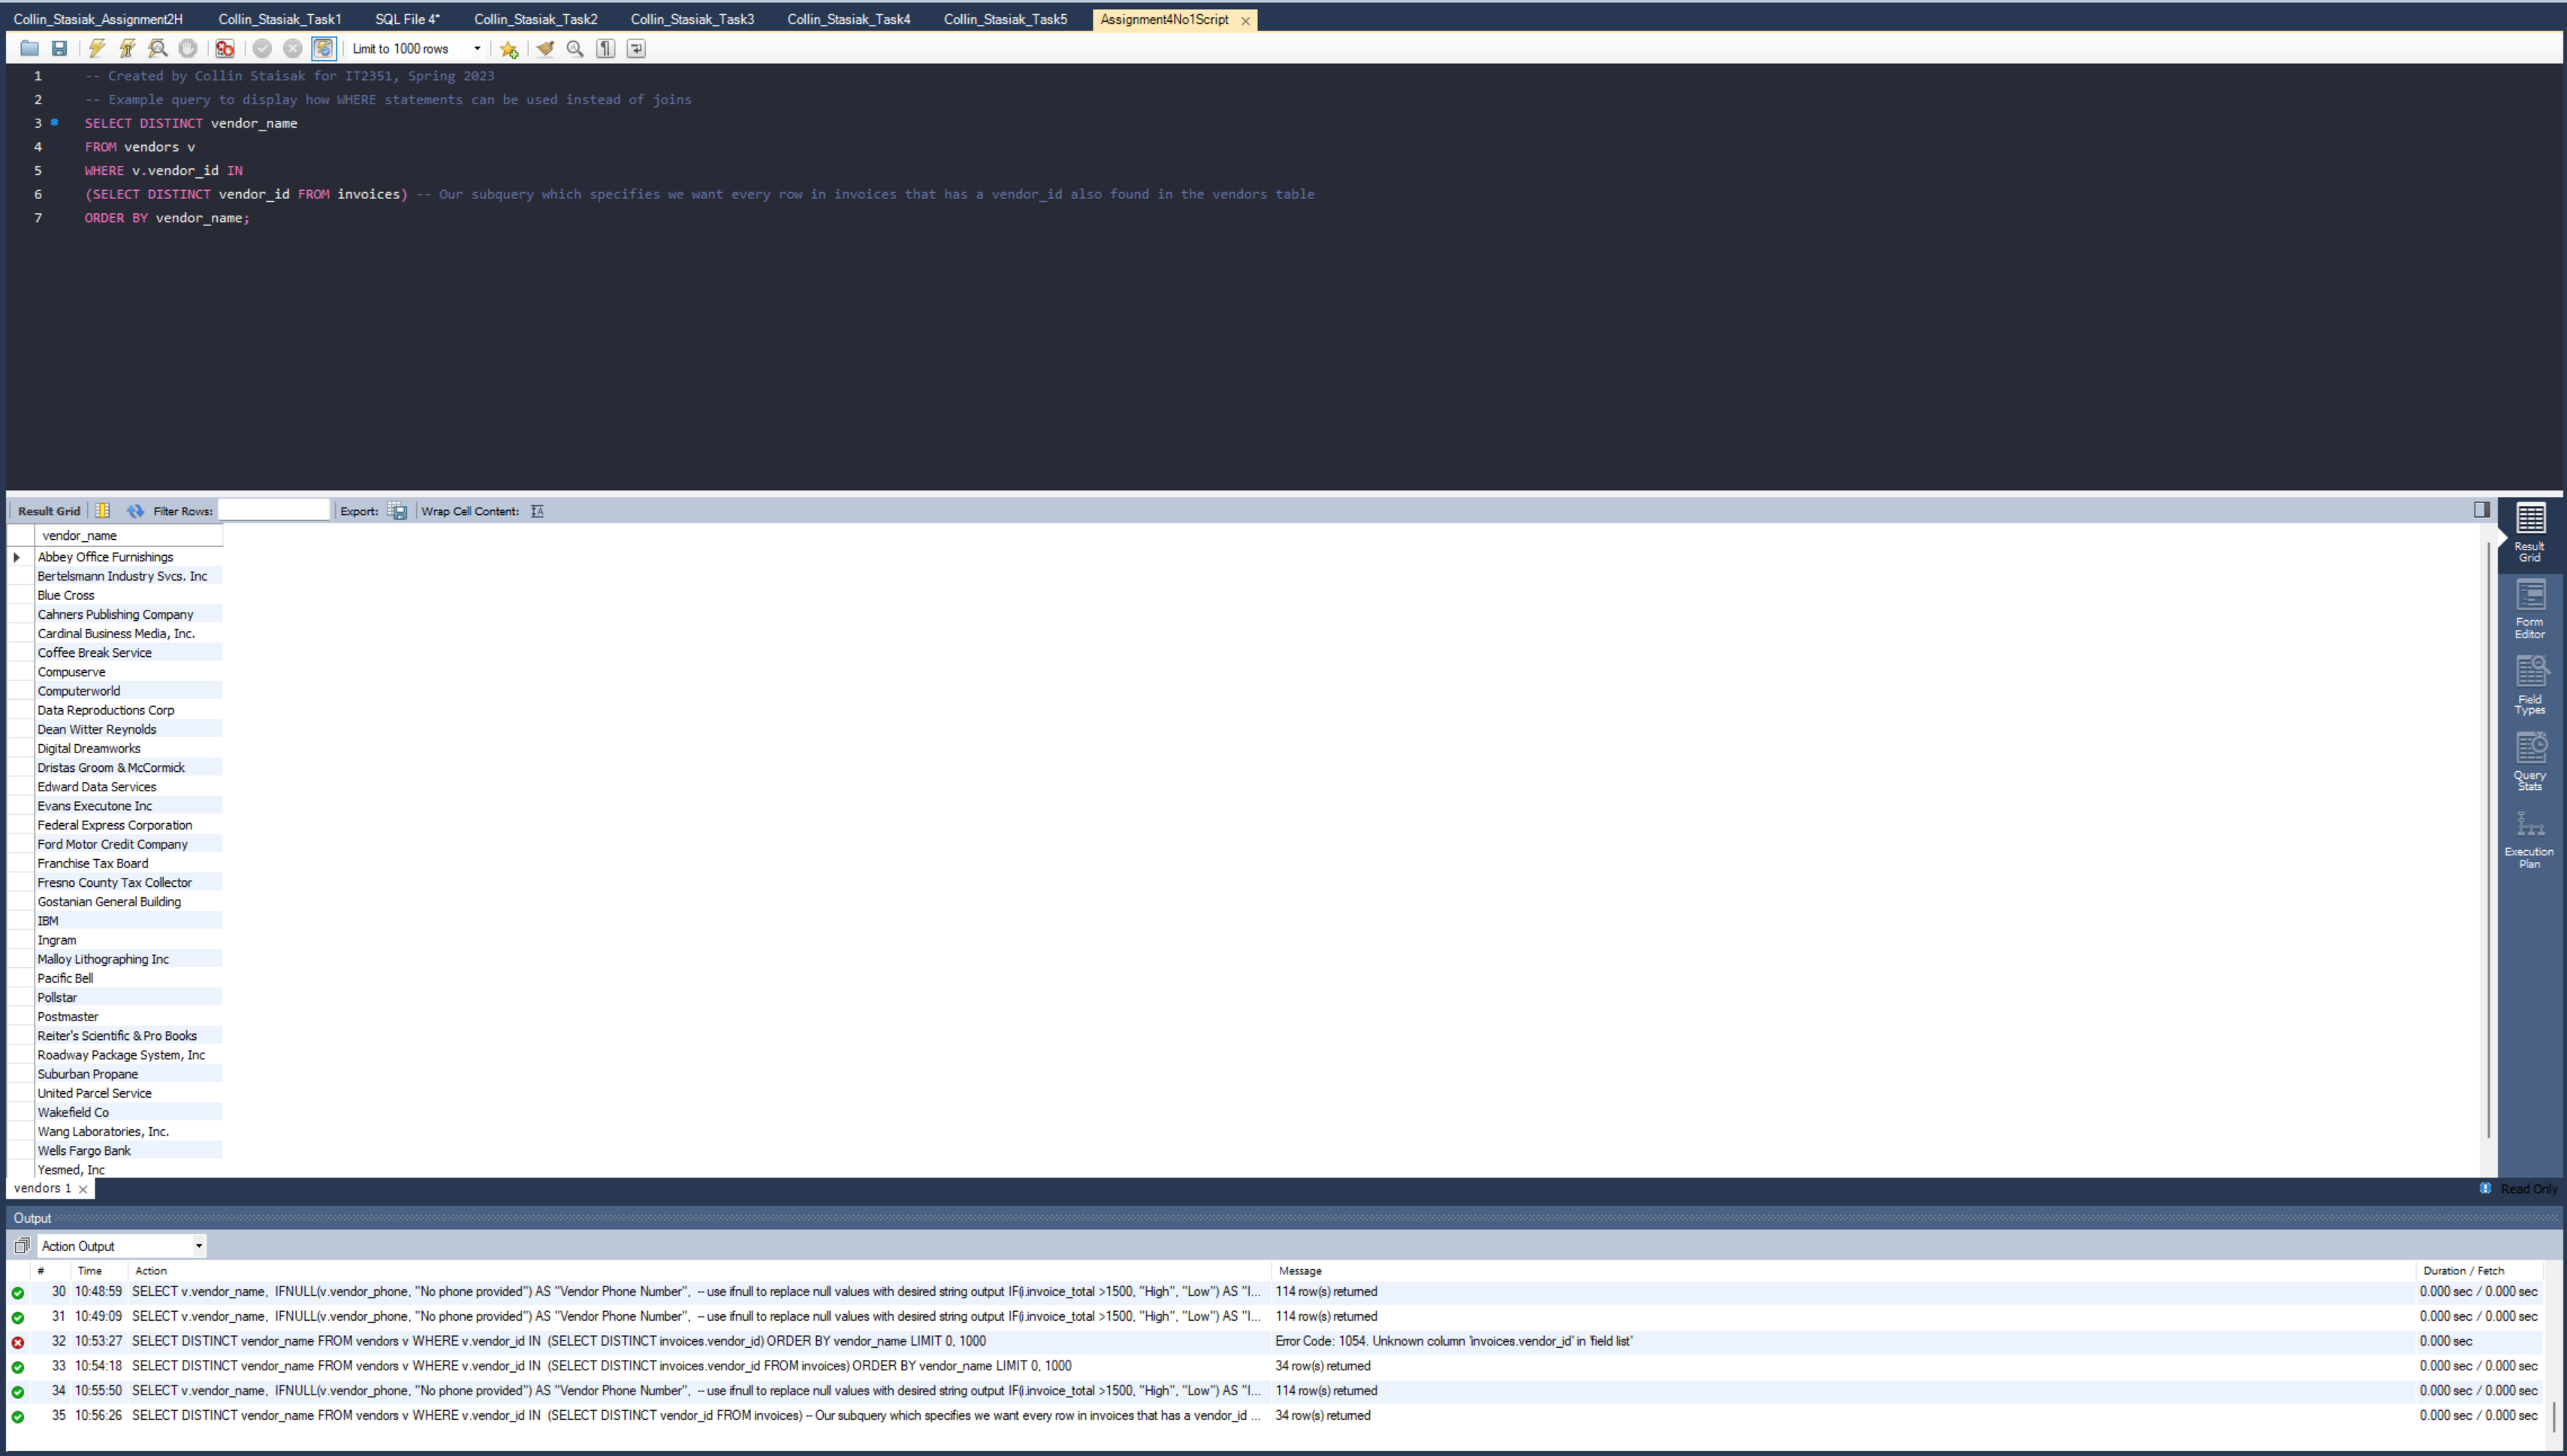 Collin_Stasiak_Assignment2H Collin_Stasiak_Task1 SQL File 4* Collin_Stasiak_Task2 Collin_Stasiak_Task3 Collin_Stasiak_Task4 Collin_Stasiak_Task5 Assignment4No1Script
Limit to 1000 rows
1 -- Created by Collin Staisak for IT2351, Spring 2023
2 -- Example query to display how WHERE statements can be used instead of joins
3 SELECT DISTINCT vendor_name
4 FROM vendors v
5 WHERE v.vendor_id IN
6 (SELECT DISTINCT vendor_id FROM invoices) -- Our subquery which specifies we want every row in invoices that has a vendor_id also found in the vendors table
7 ORDER BY vendor_name;
Result Grid Filter Rows: Export: Wrap Cell Content:
vendor_name
Abbey Office Furnishings
Bertelsmann Industry Svcs. Inc
Blue Cross
Cahners Publishing Company
Cardinal Business Media, Inc.
Coffee Break Service
Compuserve
Computerworld
Data Reproductions Corp
Dean Witter Reynolds
Digital Dreamworks
Dristas Groom & McCormick
Edward Data Services
Evans Executone Inc
Federal Express Corporation
Ford Motor Credit Company
Franchise Tax Board
Fresno County Tax Collector
Gostanian General Building
IBM
Ingram
Malloy Lithographing Inc
Pacific Bell
Pollstar
Postmaster
Reiter's Scientific & Pro Books
Roadway Package System, Inc
Suburban Propane
United Parcel Service
Wakefield Co
Wang Laboratories, Inc.
Wells Fargo Bank
Yesmed, Inc
Result
Grid
Form
Editor
Field
Types
Query
Stats
Execution
Plan
vendors 1
Read Only
Output
Action Output
# Time Action Message Duration / Fetch
30 10:48:59 SELECT v.vendor_name, IFNULL(v.vendor_phone, "No phone provided") AS "Vendor Phone Number", -- use ifnull to replace null values with desired string output IF(i.invoice_total >1500, "High", "Low") AS "I... 114 row(s) returned 0.000 sec / 0.000 sec
31 10:49:09 SELECT v.vendor_name, IFNULL(v.vendor_phone, "No phone provided") AS "Vendor Phone Number", -- use ifnull to replace null values with desired string output IF(i.invoice_total >1500, "High", "Low") AS "I... 114 row(s) returned 0.000 sec / 0.000 sec
32 10:53:27 SELECT DISTINCT vendor_name FROM vendors v WHERE v.vendor_id IN (SELECT DISTINCT invoices.vendor_id) ORDER BY vendor_name LIMIT 0, 1000 Error Code: 1054. Unknown column 'invoices.vendor_id' in 'field list' 0.000 sec
33 10:54:18 SELECT DISTINCT vendor_name FROM vendors v WHERE v.vendor_id IN (SELECT DISTINCT invoices.vendor_id FROM invoices) ORDER BY vendor_name LIMIT 0, 1000 34 row(s) returned 0.000 sec / 0.000 sec
34 10:55:50 SELECT v.vendor_name, IFNULL(v.vendor_phone, "No phone provided") AS "Vendor Phone Number", -- use ifnull to replace null values with desired string output IF(i.invoice_total >1500, "High", "Low") AS "I... 114 row(s) returned 0.000 sec / 0.000 sec
35 10:56:26 SELECT DISTINCT vendor_name FROM vendors v WHERE v.vendor_id IN (SELECT DISTINCT vendor_id FROM invoices) -- Our subquery which specifies we want every row in invoices that has a vendor_id ... 34 row(s) returned 0.000 sec / 0.000 sec